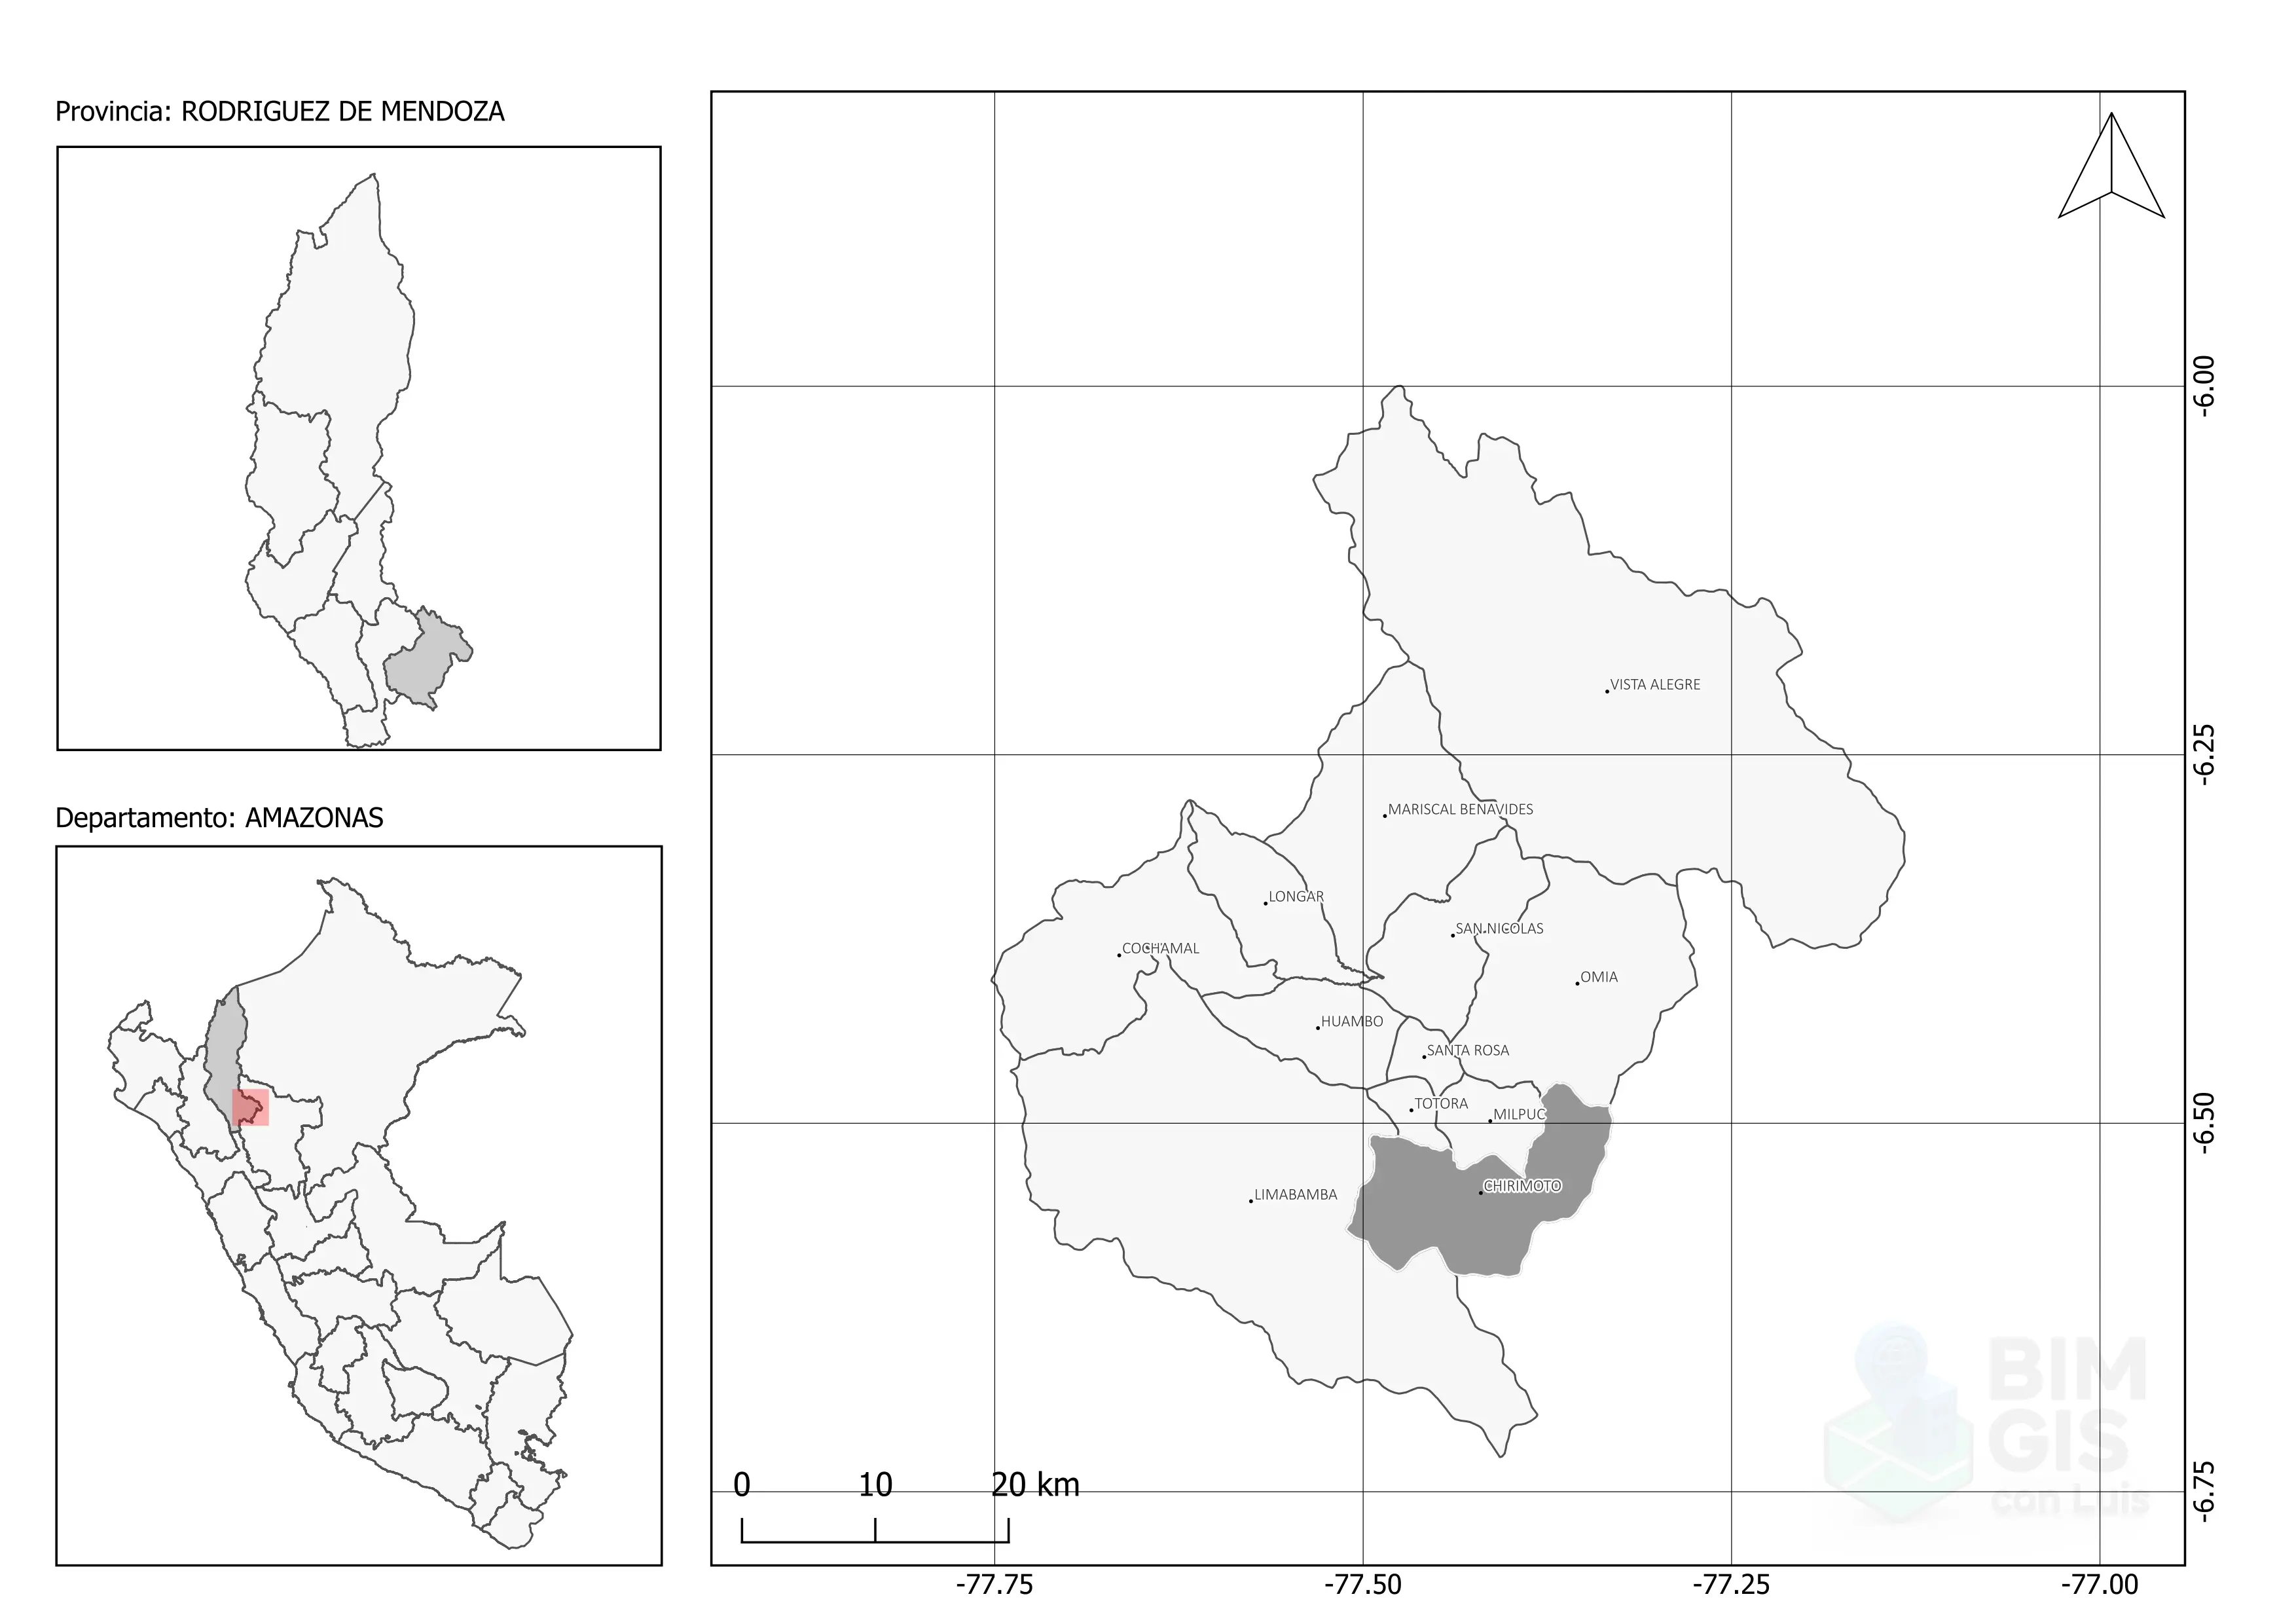 Provincia: RODRIGUEZ DE MENDOZA
Departamento: AMAZONAS
VISTA ALEGRE
MARISCAL BENAVIDES
LONGAR
SAN NICOLAS
COCHAMAL
OMIA
HUAMBO
SANTA ROSA
TOTORA
MILPUC
CHIRIMOTO
LIMABAMBA
-6.00
-6.25
-6.50
-6.75
0 10 20 km
-77.75 -77.50 -77.25 -77.00
BIM
GIS
con Luis